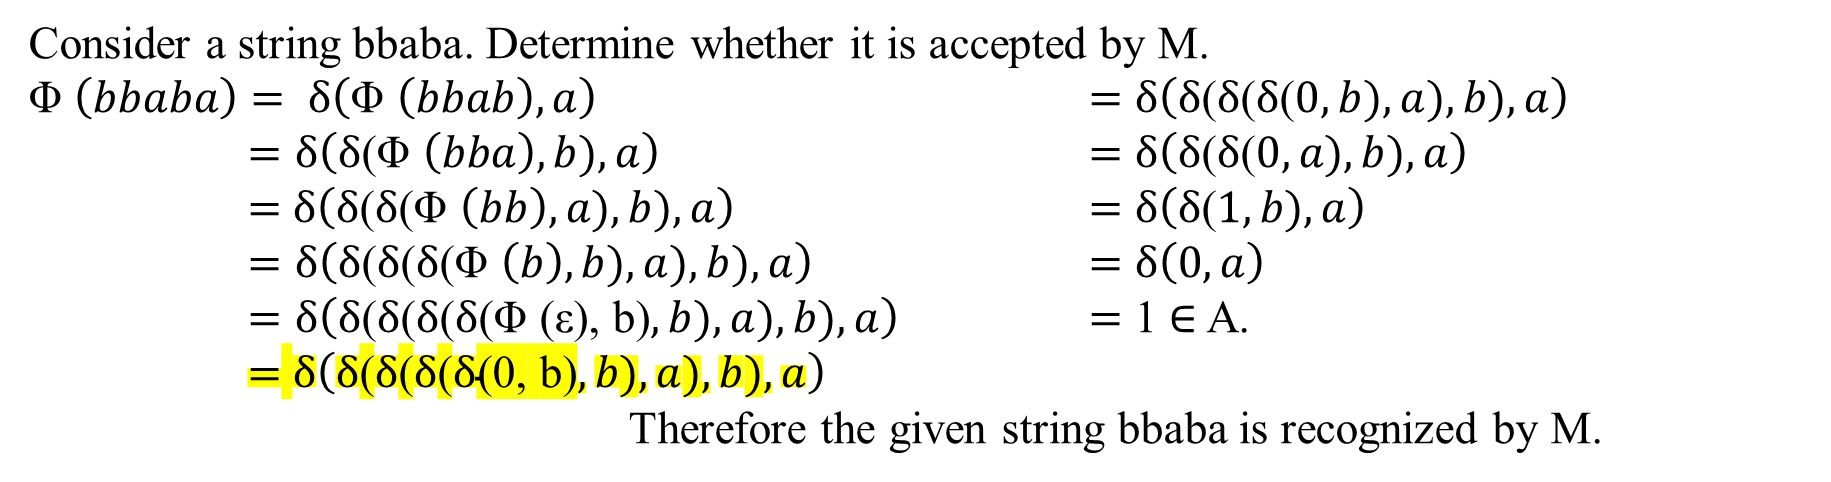 Consider a string bbaba. Determine whether it is accepted by M.
Φ (bbaba) = δ(Φ (bbab), a)
= δ(δ(Φ (bba), b), a)
= δ(δ(δ(Φ (bb), a), b), a)
= δ(δ(δ(δ(Φ (b), b), a), b), a)
= δ(δ(δ(δ(δ(Φ (ε), b), b), a), b), a)
= δ(δ(δ(δ(δ(0, b), b), a), b), a)
= δ(δ(δ(δ(0, b), a), b), a)
= δ(δ(δ(0, a), b), a)
= δ(δ(1, b), a)
= δ(0, a)
= 1 ∈ A.
Therefore the given string bbaba is recognized by M.